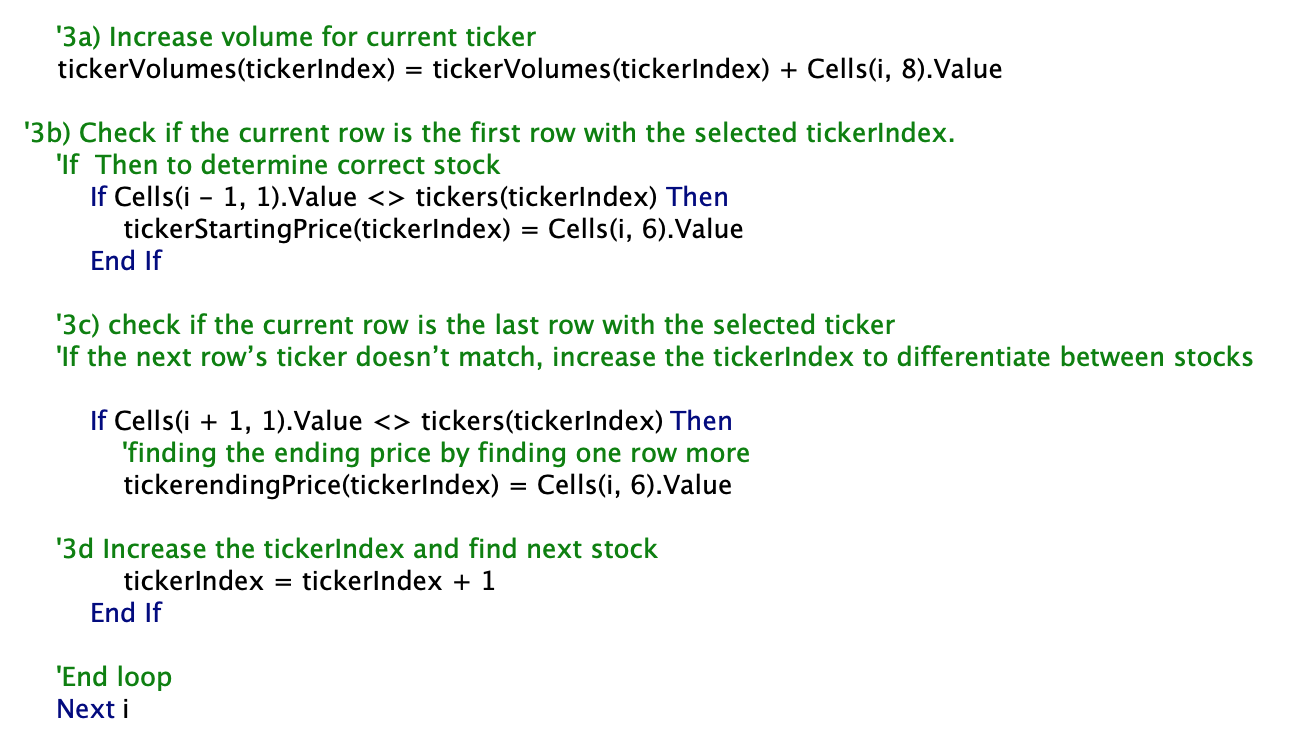 '3a) Increase volume for current ticker
tickerVolumes(tickerIndex) = tickerVolumes(tickerIndex) + Cells(i, 8).Value
'3b) Check if the current row is the first row with the selected tickerIndex.
'If  Then to determine correct stock
If Cells(i - 1, 1).Value <> tickers(tickerIndex) Then
tickerStartingPrice(tickerIndex) = Cells(i, 6).Value
End If
'3c) check if the current row is the last row with the selected ticker
'If the next row’s ticker doesn’t match, increase the tickerIndex to differentiate between stocks
If Cells(i + 1, 1).Value <> tickers(tickerIndex) Then
'finding the ending price by finding one row more
tickerendingPrice(tickerIndex) = Cells(i, 6).Value
'3d Increase the tickerIndex and find next stock
tickerIndex = tickerIndex + 1
End If
'End loop
Next i